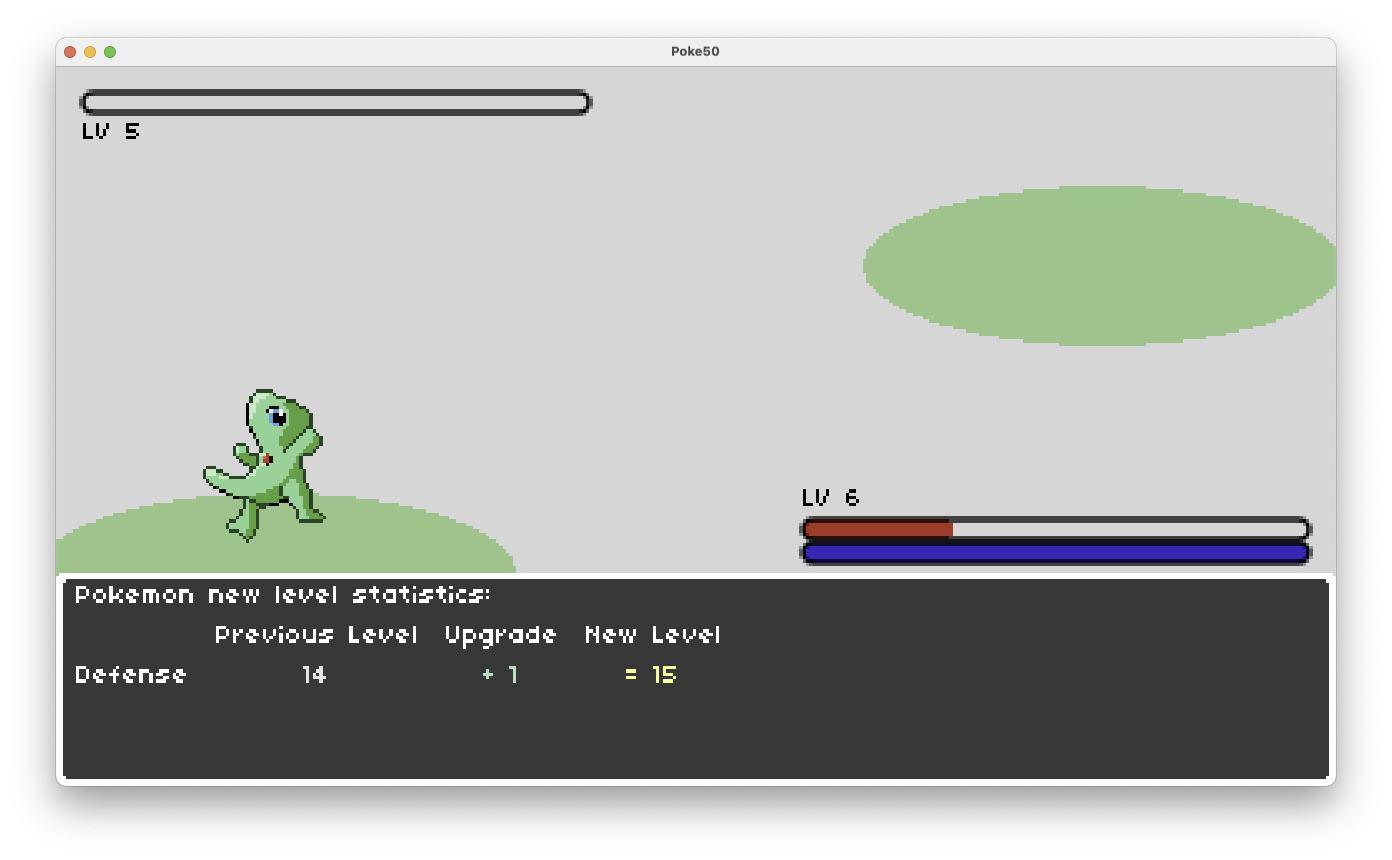 Poke50
LV 5
LV 6
Pokemon new level statistics:
Previous Level Upgrade New Level
Defense 14 + 1 = 15